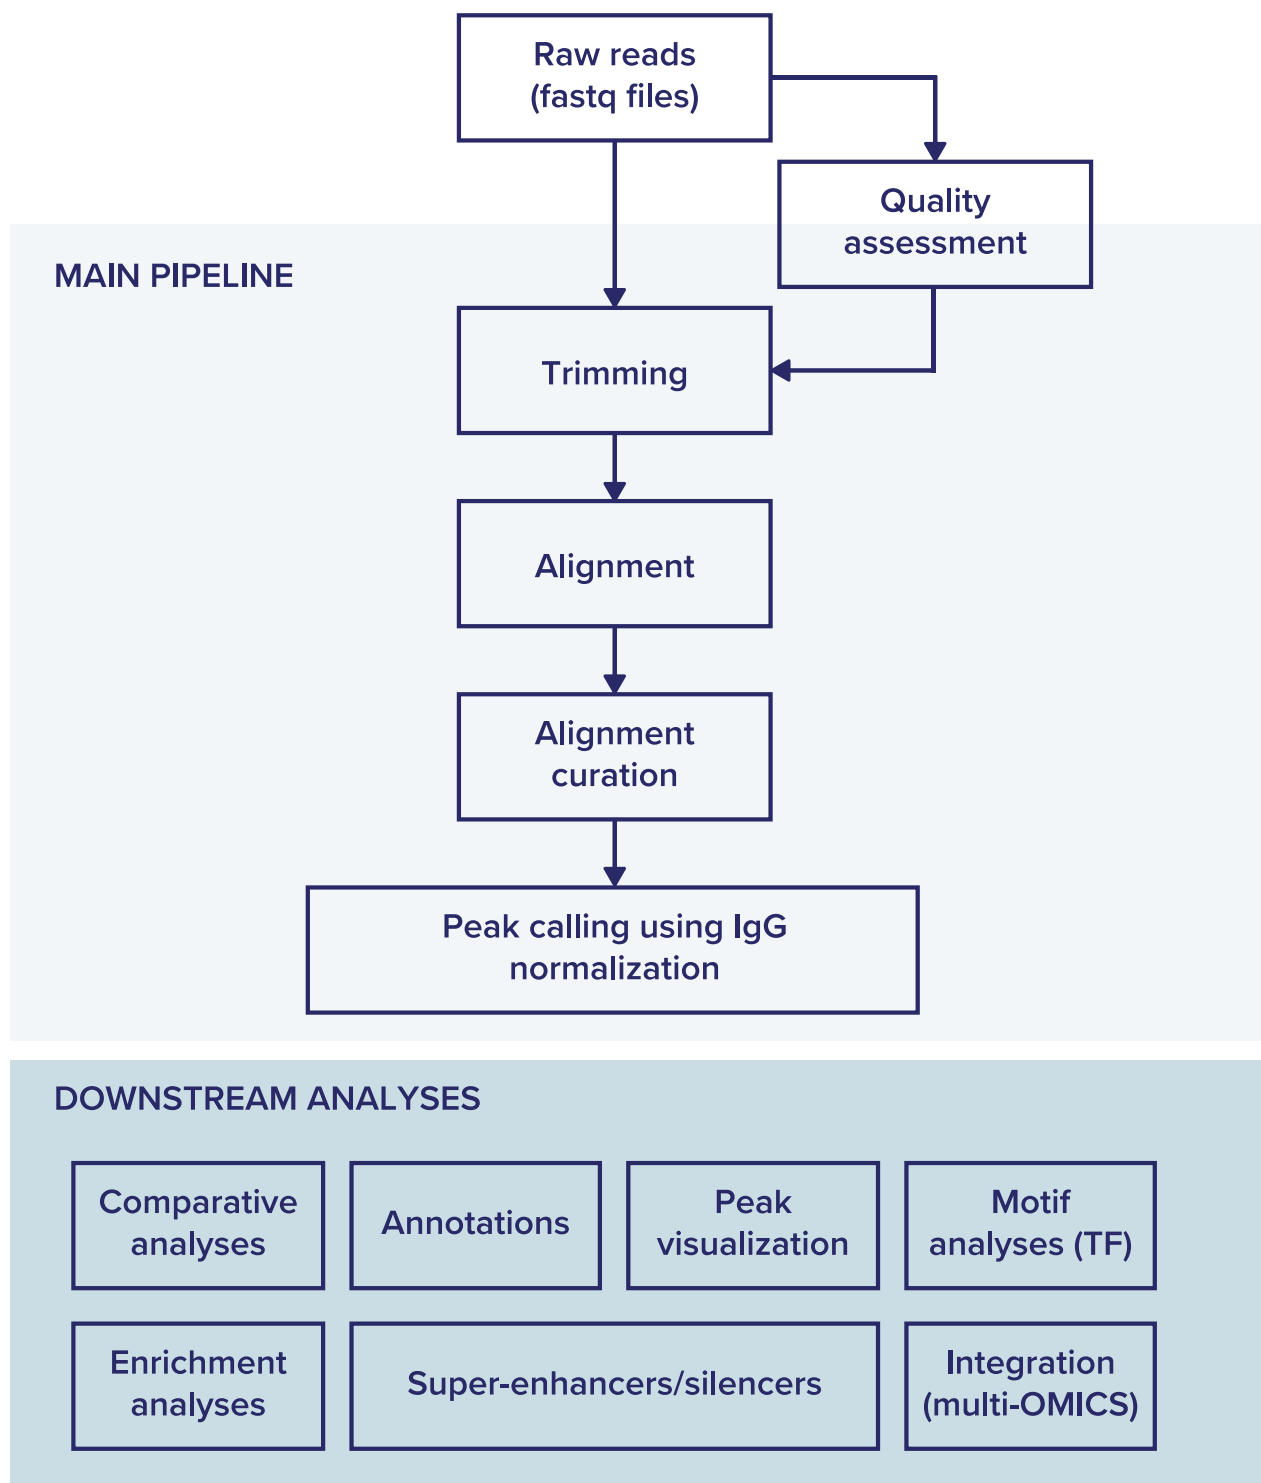 Raw reads
(fastq files)
Quality
assessment
MAIN PIPELINE
Trimming
Alignment
Alignment
curation
Peak calling using IgG
normalization
DOWNSTREAM ANALYSES
Comparative
analyses
Annotations
Peak
visualization
Motif
analyses (TF)
Enrichment
analyses
Super-enhancers/silencers
Integration
(multi-OMICS)